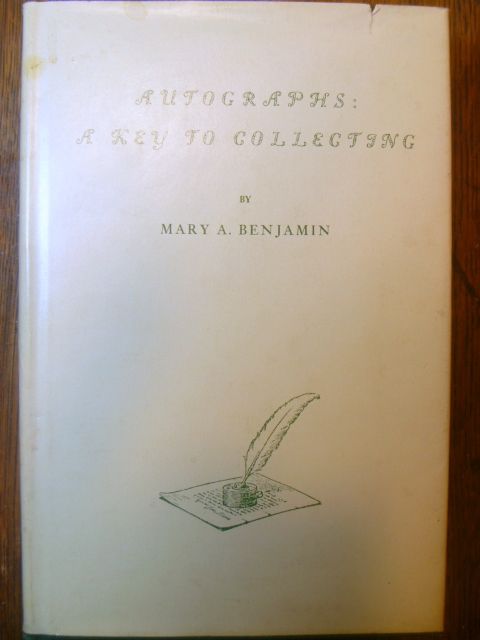 AUTOGRAPHS:
A KEY TO COLLECTING
BY
MARY A. BENJAMIN